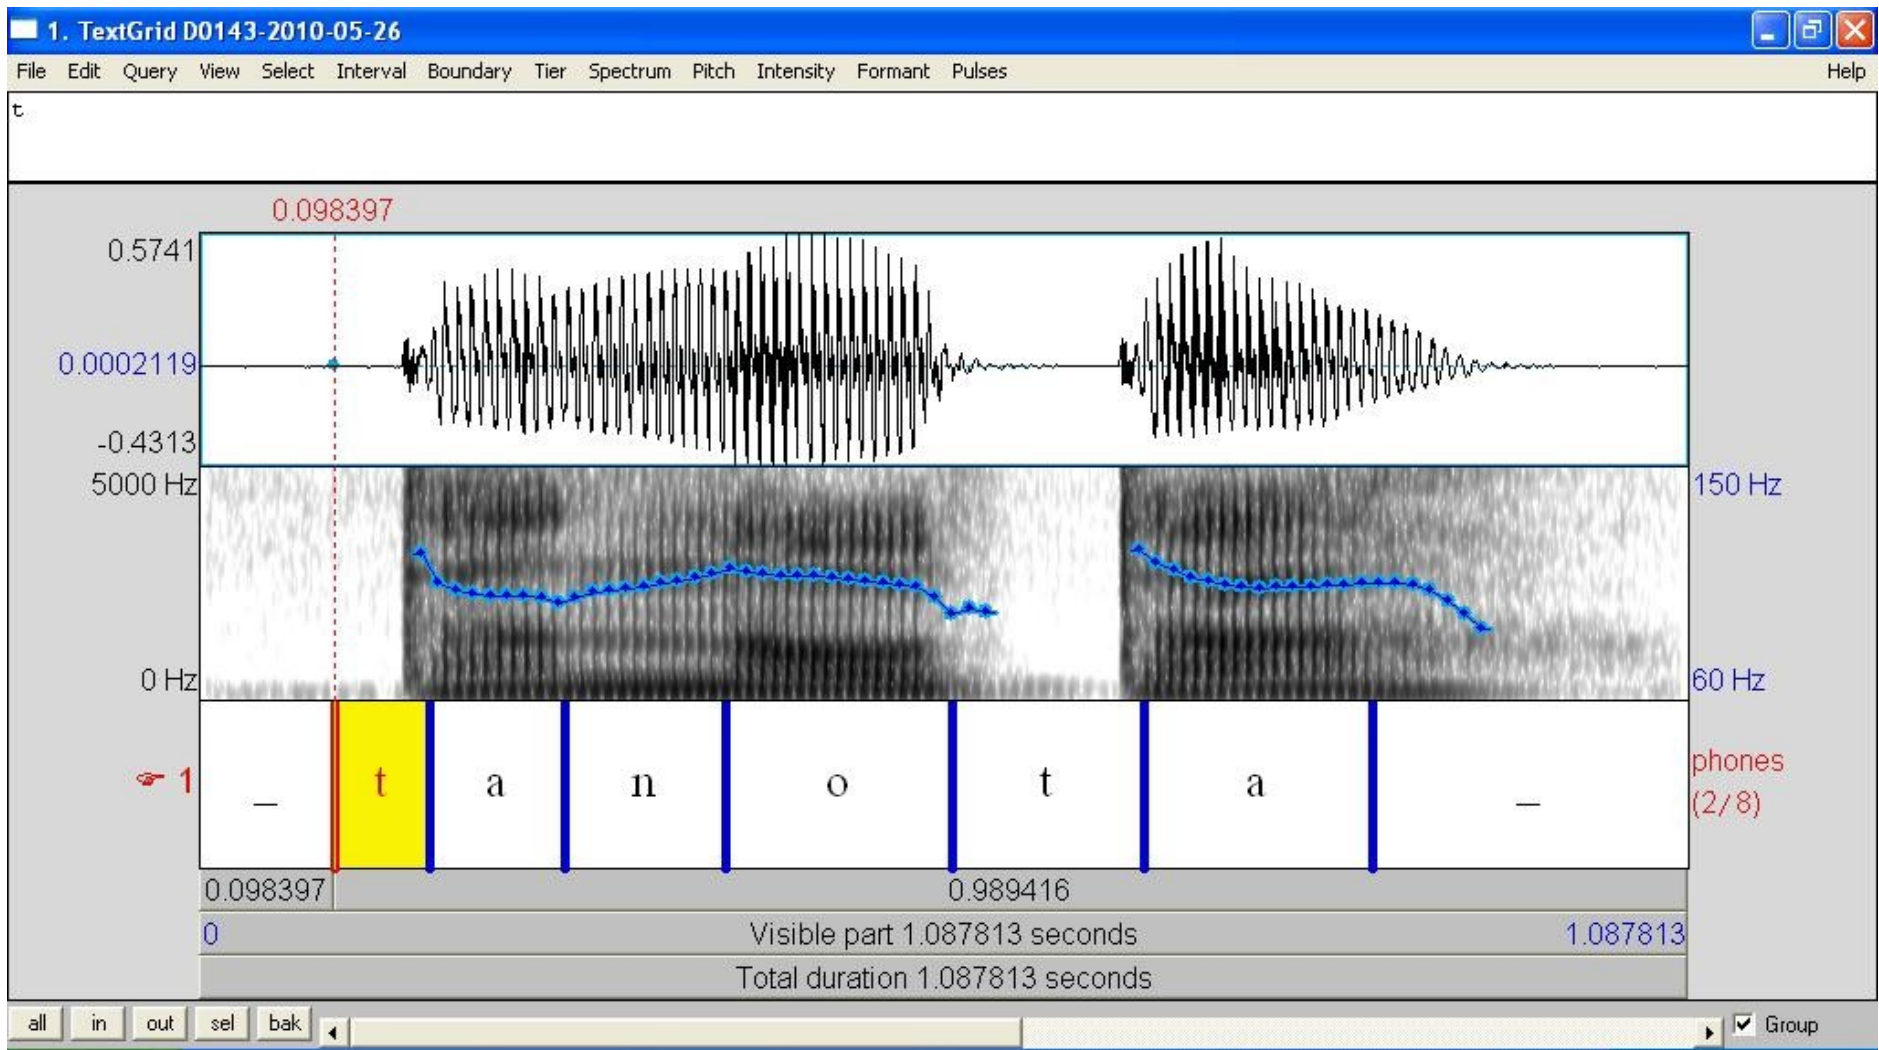 1. TextGrid D0143-2010-05-26
File Edit Query View Select Interval Boundary Tier Spectrum Pitch Intensity Formant Pulses Help
t
0.098397
0.5741
0.0002119
-0.4313
5000 Hz 150 Hz
0 Hz 60 Hz
☞ 1 _ t a n o t a _ phones
(2/8)
0.098397 0.989416
0 Visible part 1.087813 seconds 1.087813
Total duration 1.087813 seconds
all in out sel bak Group